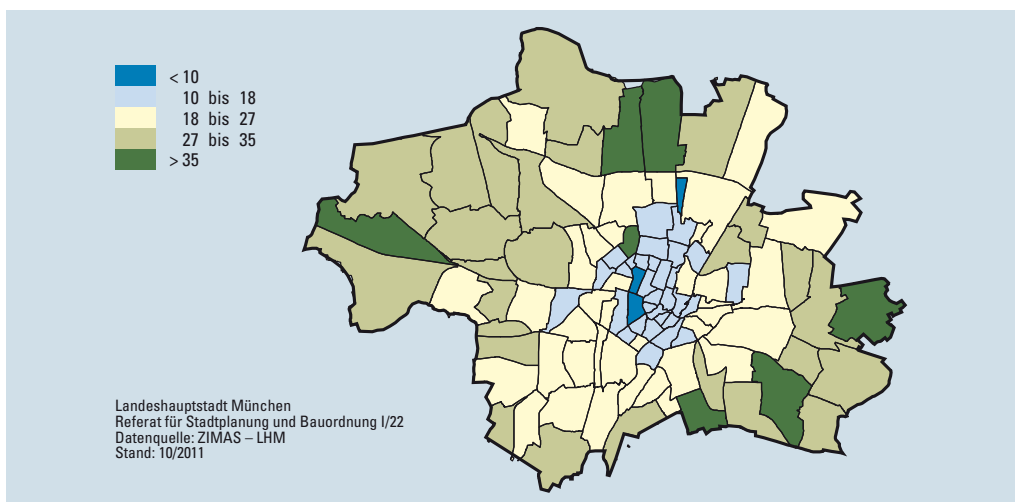 < 10
10 bis 18
18 bis 27
27 bis 35
> 35
Landeshauptstadt München
Referat für Stadtplanung und Bauordnung I/22
Datenquelle: ZIMAS – LHM
Stand: 10/2011